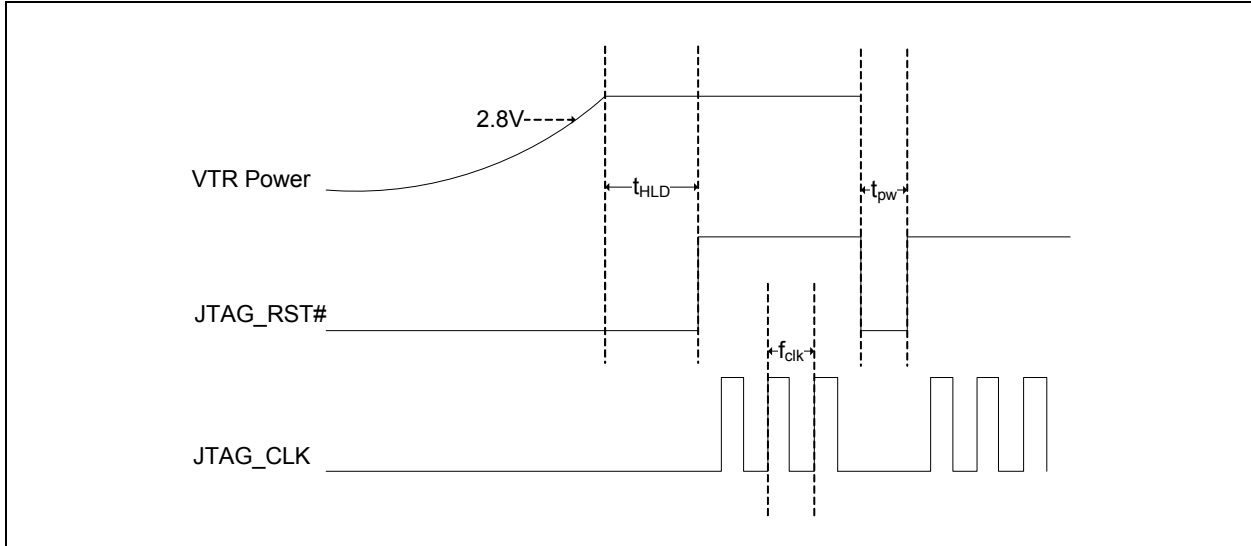 2.8V
VTR Power
tHLD
tpw
JTAG_RST#
fclk
JTAG_CLK